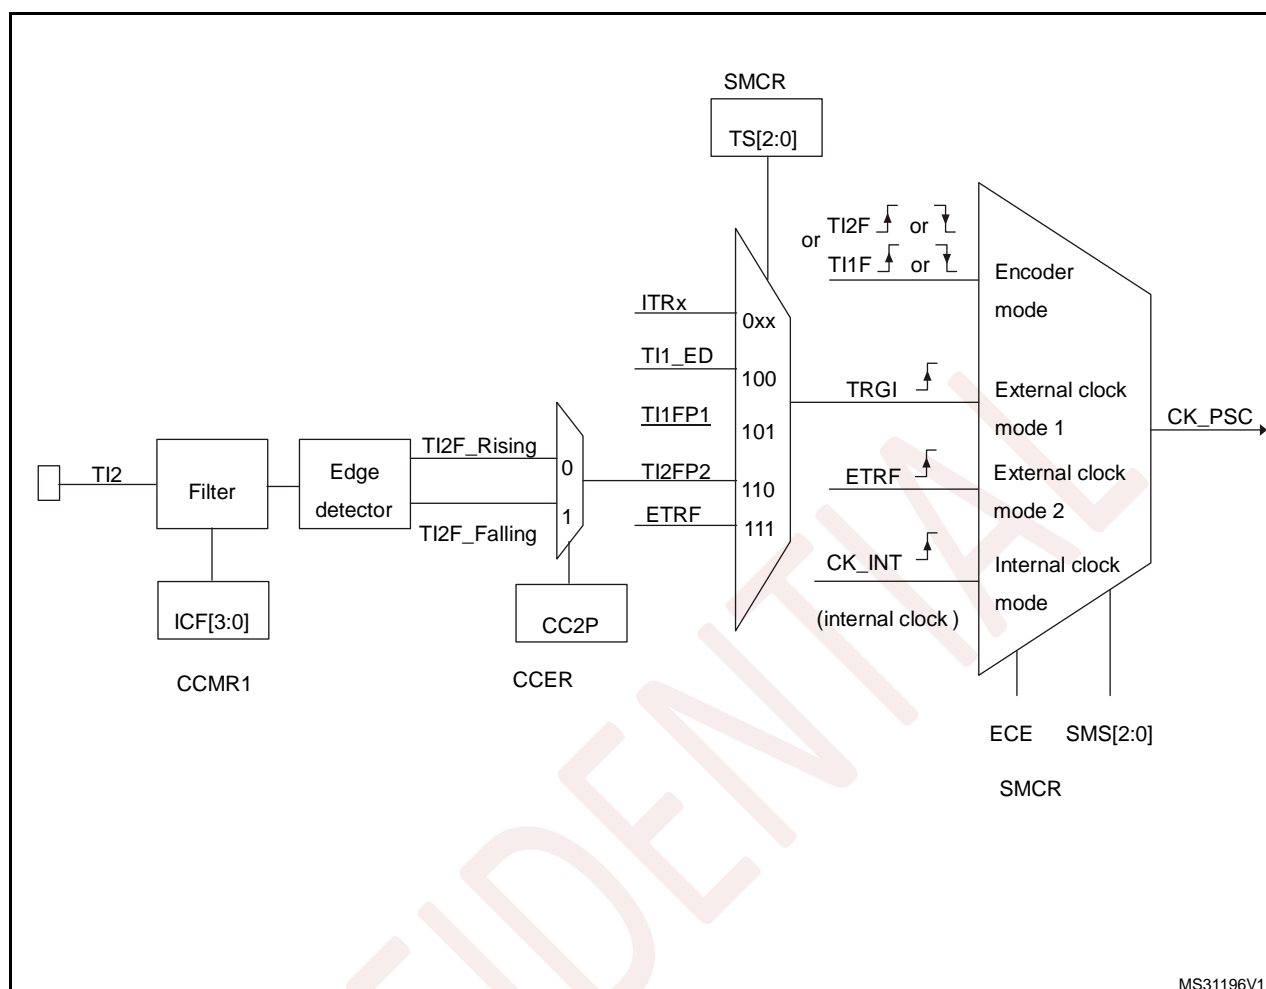 SMCR
TS[2:0]
TI2F or
or
TI1F or
Encoder
mode
ITRx
0xx
TI1_ED
100
TRGI
External clock
mode 1
CK_PSC
TI1FP1
101
TI2F_Rising
0
TI2
Filter
Edge
detector
TI2FP2
110
ETRF
External clock
mode 2
1
TI2F_Falling
ETRF
111
CK_INT
Internal clock
mode
(internal clock )
ICF[3:0]
CC2P
CCMR1
CCER
ECE
SMS[2:0]
SMCR
FIDENTIAL
MS31196V1